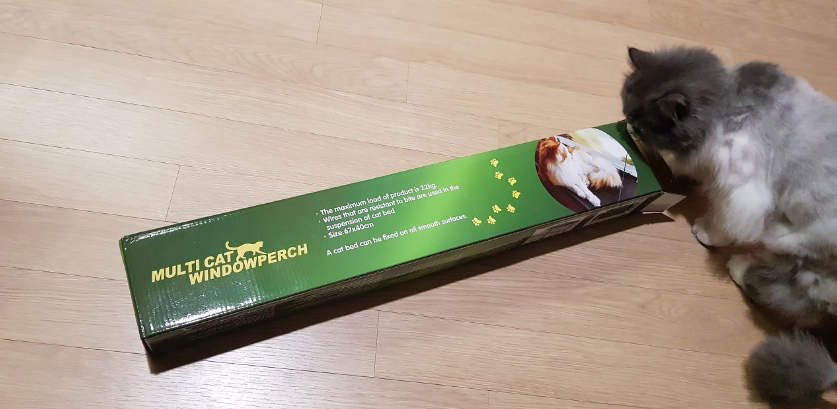 MULTI CAT
WINDOWPERCH
· The maximum load of product is 22kg.
· Wires that are resistant to bite are used in the
suspension of cat bed
· Size:67x40cm
A cat bed can be fixed on all smooth surfaces.